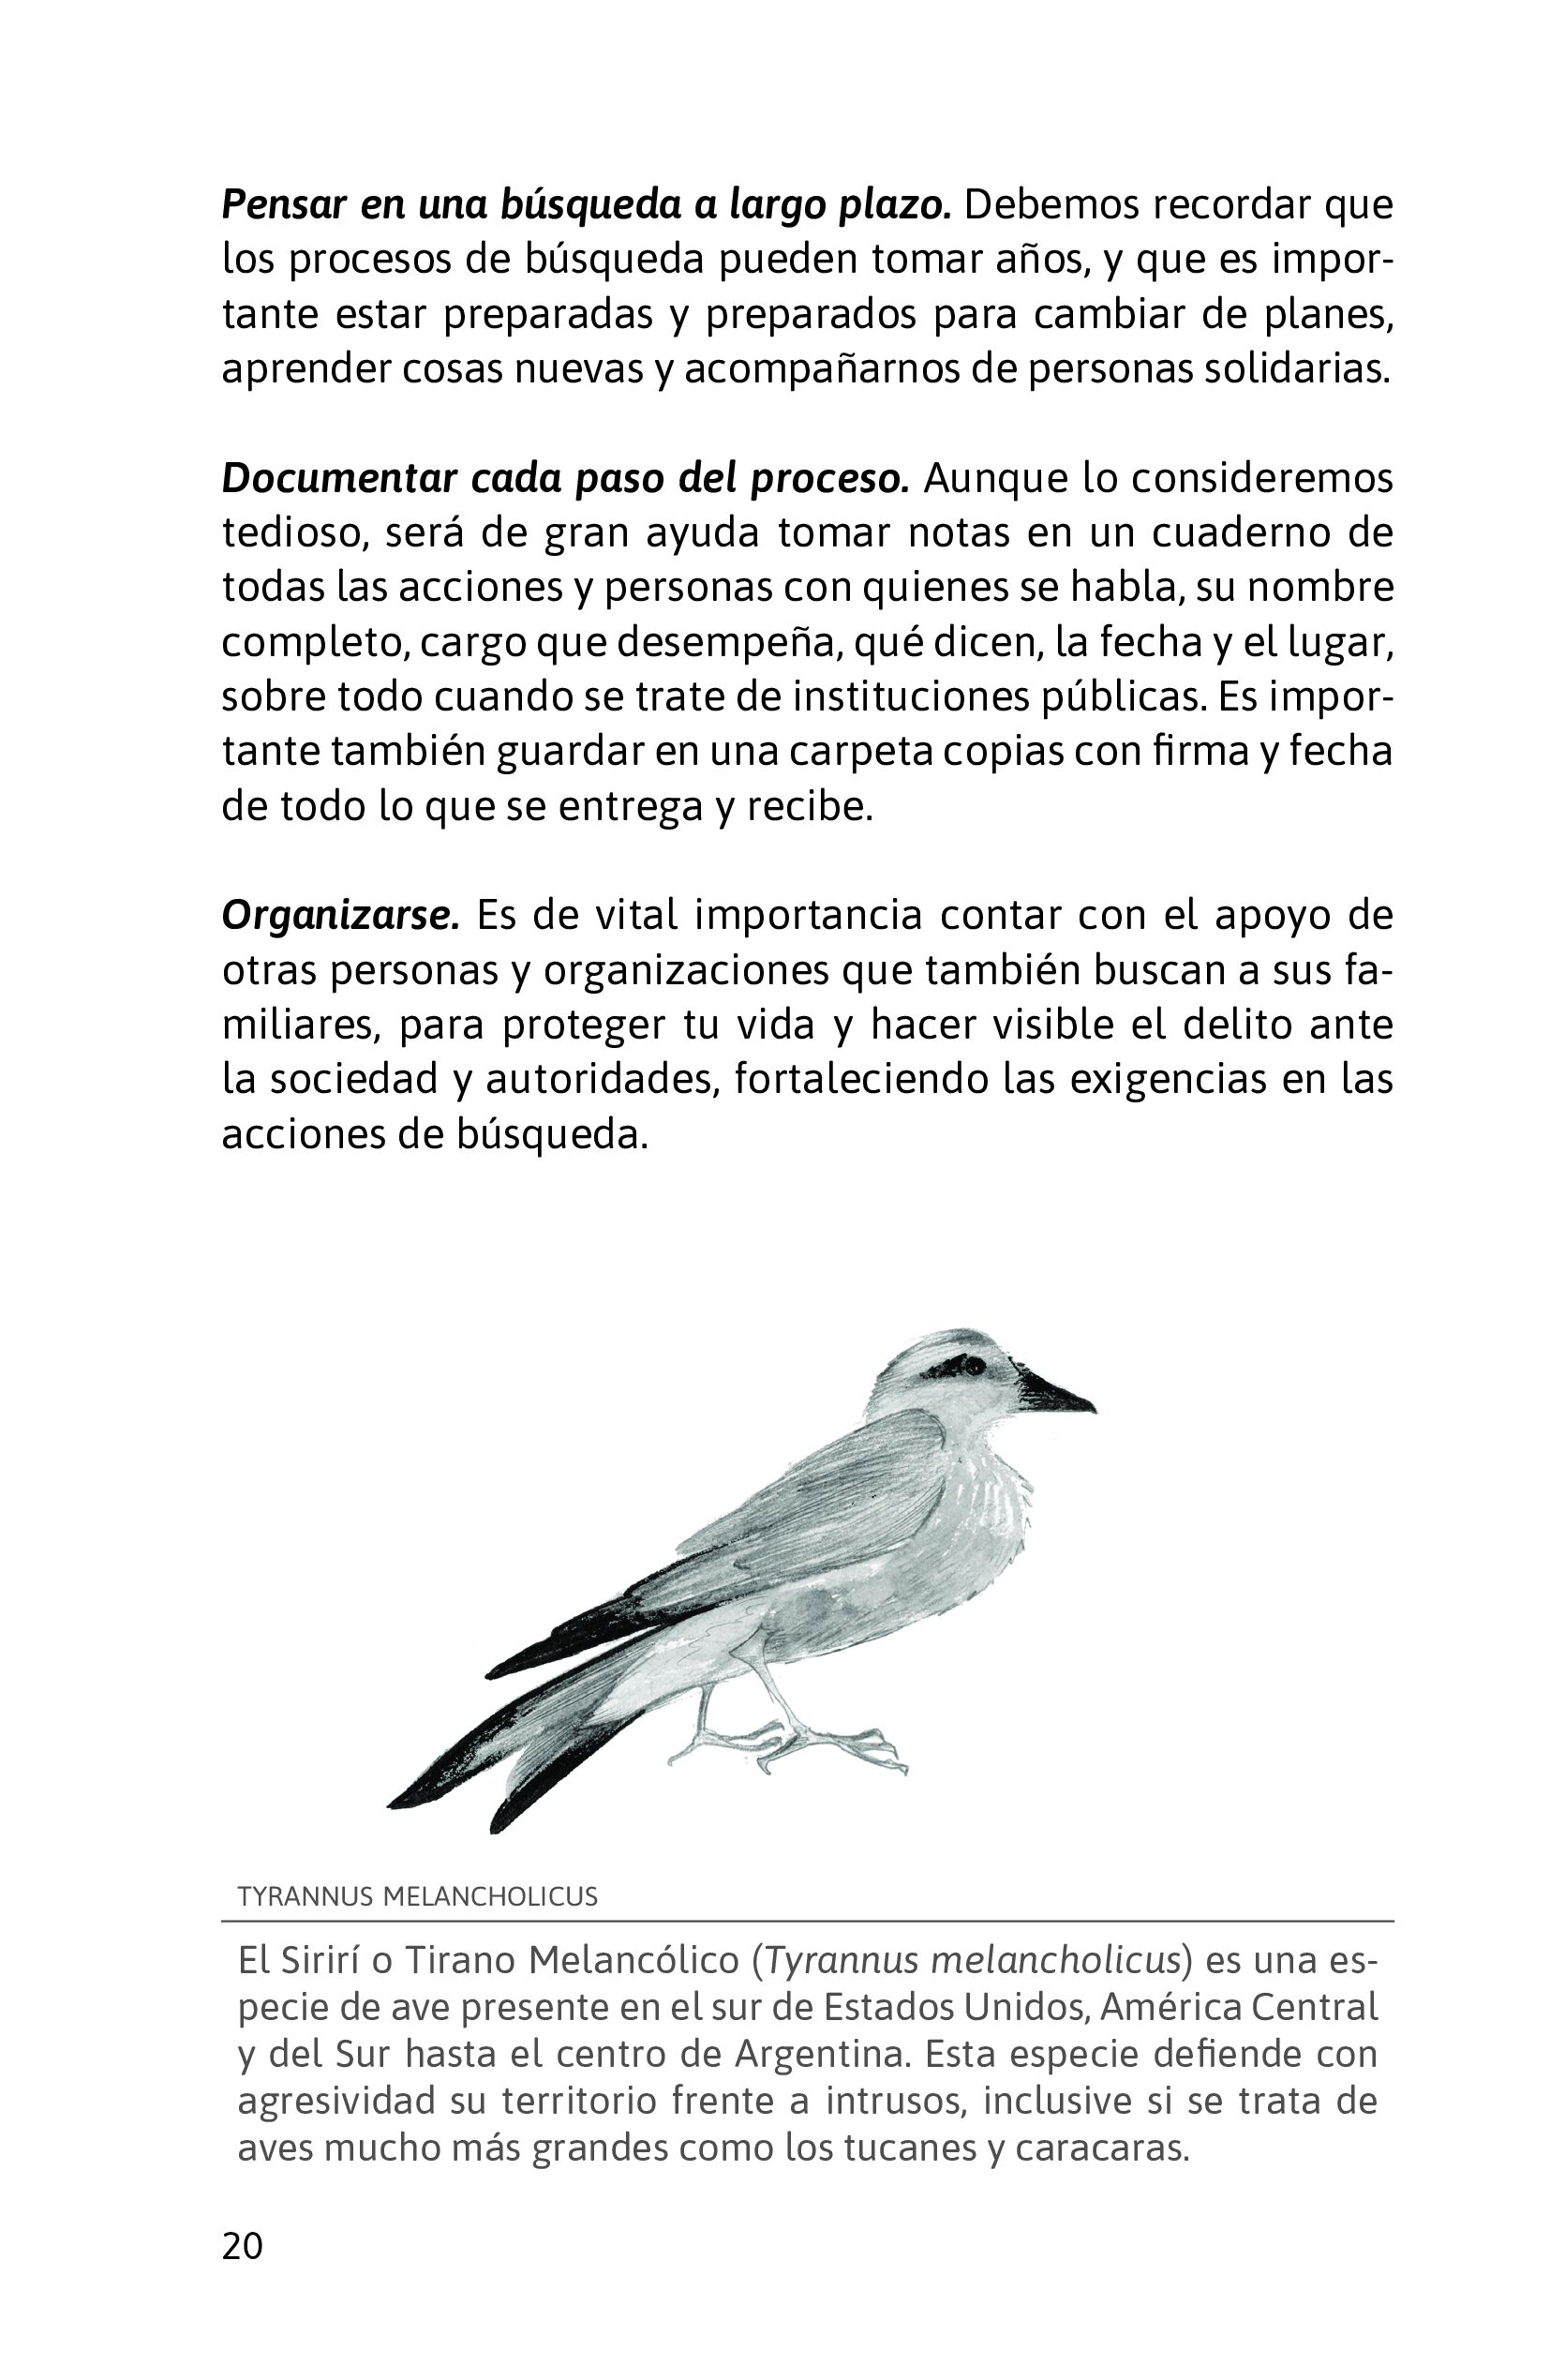 Pensar en una búsqueda a largo plazo. Debemos recordar que
los procesos de búsqueda pueden tomar años, y que es impor-
tante estar preparadas y preparados para cambiar de planes,
aprender cosas nuevas y acompañarnos de personas solidarias.
Documentar cada paso del proceso. Aunque lo consideremos
tedioso, será de gran ayuda tomar notas en un cuaderno de
todas las acciones y personas con quienes se habla, su nombre
completo, cargo que desempeña, qué dicen, la fecha y el lugar,
sobre todo cuando se trate de instituciones públicas. Es impor-
tante también guardar en una carpeta copias con firma y fecha
de todo lo que se entrega y recibe.
Organizarse. Es de vital importancia contar con el apoyo de
otras personas y organizaciones que también buscan a sus fa-
miliares, para proteger tu vida y hacer visible el delito ante
la sociedad y autoridades, fortaleciendo las exigencias en las
acciones de búsqueda.
TYRANNUS MELANCHOLICUS
El Sirirí o Tirano Melancólico (Tyrannus melancholicus) es una es-
pecie de ave presente en el sur de Estados Unidos, América Central
y del Sur hasta el centro de Argentina. Esta especie defiende con
agresividad su territorio frente a intrusos, inclusive si se trata de
aves mucho más grandes como los tucanes y caracaras.
20